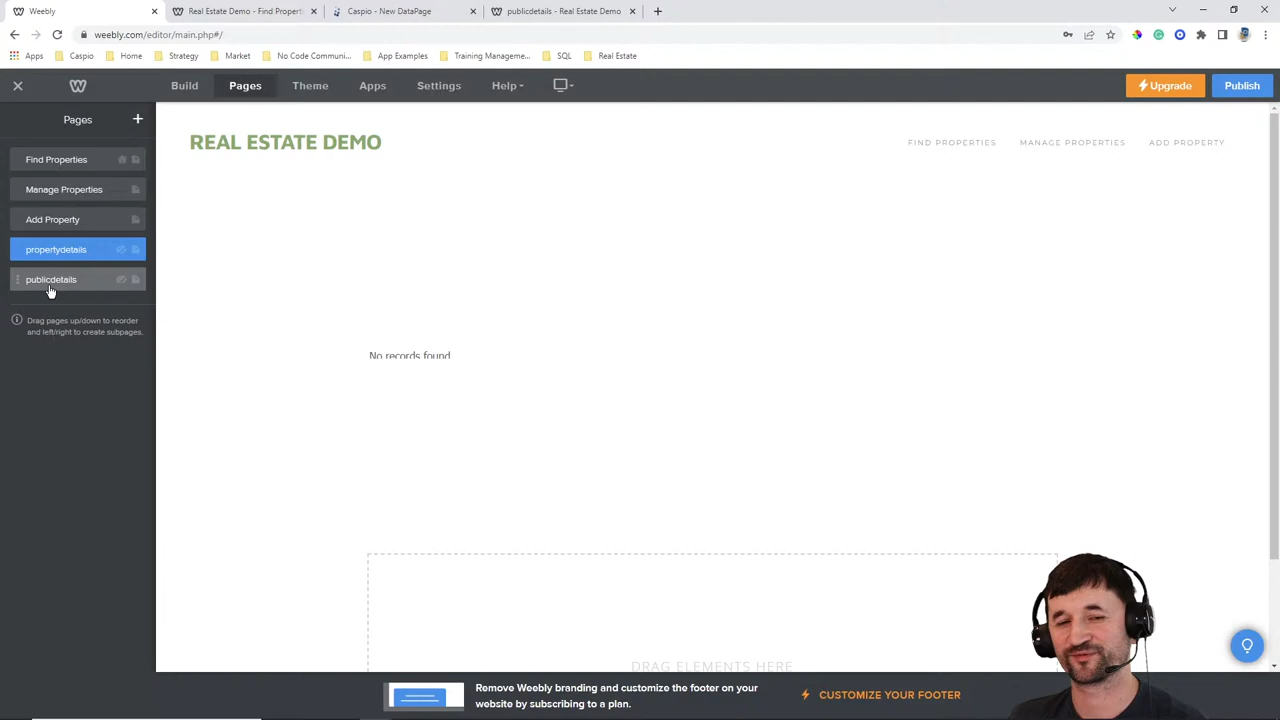 Weebly
Real Estate Demo - Find Properti
Caspio - New DataPage
publicdetails - Real Estate Demo
weebly.com/editor/main.php#/
Apps
Caspio
Home
Strategy
Market
No Code Communi...
App Examples
Training Manageme...
SQL
Real Estate
Build
Pages
Theme
Apps
Settings
Help
Upgrade
Publish
Pages
Find Properties
Manage Properties
Add Property
propertydetails
publicdetails
Drag pages up/down to reorder
and left/right to create subpages.
REAL ESTATE DEMO
FIND PROPERTIES
MANAGE PROPERTIES
ADD PROPERTY
No records found
DRAG ELEMENTS HERE
Remove Weebly branding and customize the footer on your
website by subscribing to a plan.
CUSTOMIZE YOUR FOOTER